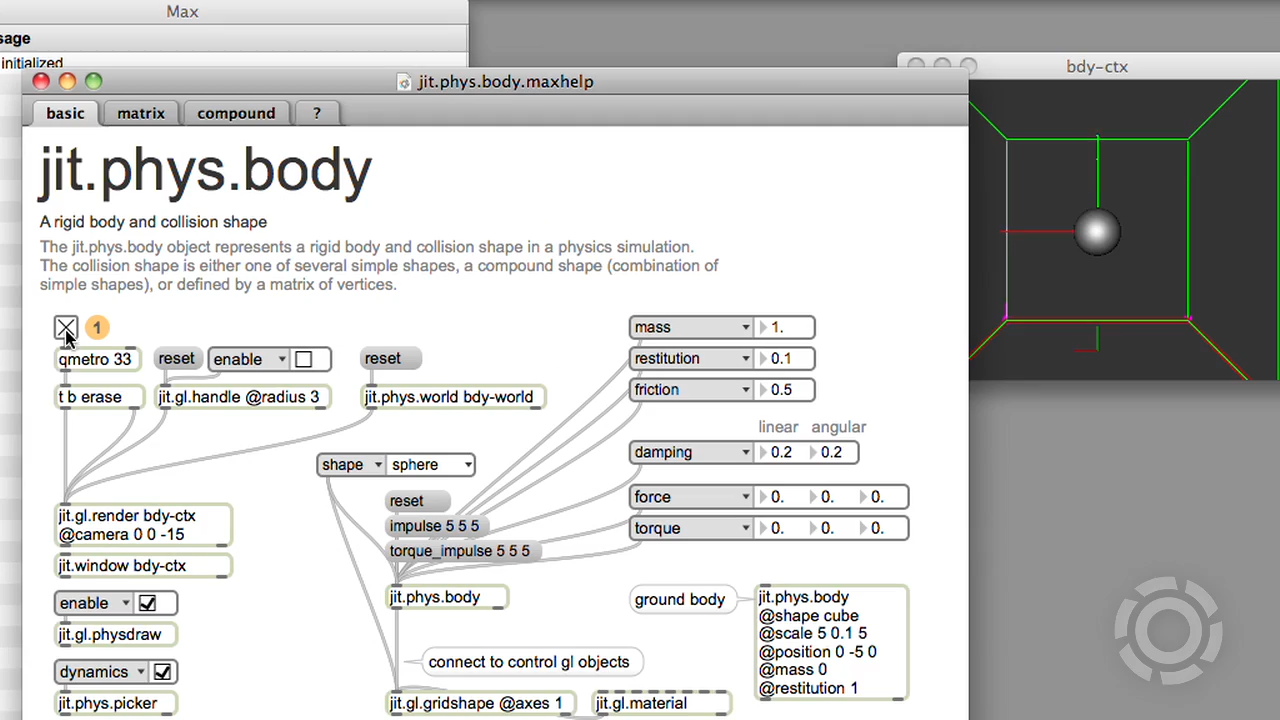 Max
sage
initialized
jit.phys.body.maxhelp
bdy-ctx
basic
matrix
compound
?
jit.phys.body
A rigid body and collision shape
The jit.phys.body object represents a rigid body and collision shape in a physics simulation.
The collision shape is either one of several simple shapes, a compound shape (combination of
simple shapes), or defined by a matrix of vertices.
1
mass 1.
qmetro 33
reset
enable
reset
restitution 0.1
friction 0.5
t b erase
jit.gl.handle @radius 3
jit.phys.world bdy-world
linear angular
damping 0.2 0.2
shape sphere
force 0. 0. 0.
reset
jit.gl.render bdy-ctx
@camera 0 0 -15
impulse 5 5 5
torque 0. 0. 0.
torque_impulse 5 5 5
jit.window bdy-ctx
enable
jit.phys.body
ground body
jit.phys.body
@shape cube
@scale 5 0.1 5
@position 0 -5 0
@mass 0
@restitution 1
jit.gl.physdraw
connect to control gl objects
dynamics
jit.phys.picker
jit.gl.gridshape @axes 1
jit.gl.material